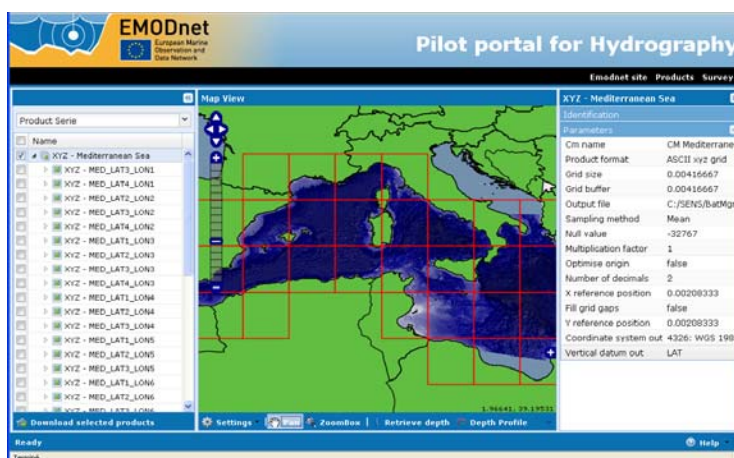 EMODnet
European Marine
Observation and
Data Network
Pilot portal for Hydrography
Emodnet site Products Survey
Product Serie
Name
XYZ - Mediterranean Sea
XYZ - MED_LAT3_LON1
XYZ - MED_LAT2_LON1
XYZ - MED_LAT2_LON2
XYZ - MED_LAT3_LON2
XYZ - MED_LAT4_LON2
XYZ - MED_LAT1_LON3
XYZ - MED_LAT2_LON3
XYZ - MED_LAT3_LON3
XYZ - MED_LAT4_LON3
XYZ - MED_LAT1_LON4
XYZ - MED_LAT2_LON4
XYZ - MED_LAT3_LON4
XYZ - MED_LAT4_LON4
XYZ - MED_LAT1_LON5
XYZ - MED_LAT2_LON5
XYZ - MED_LAT3_LON5
XYZ - MED_LAT1_LON6
XYZ - MED_LAT2_LON6
Download selected products
Map View
1.96641, 29.19531
Settings Pan ZoomBox Retrieve depth Depth Profile
XYZ - Mediterranean Sea
Identification
Parameters
Cm name CM Mediterrane
Product format ASCII xyz grid
Grid size 0.00416667
Grid buffer 0.00416667
Output file C:/SENS/BatMgr
Sampling method Mean
Null value -32767
Multiplication factor 1
Optimise origin false
Number of decimals 2
X reference position 0.00208333
Fill grid gaps false
Y reference position 0.00208333
Coordinate system out 4326: WGS 198
Vertical datum out LAT
Ready
Help
Terminé